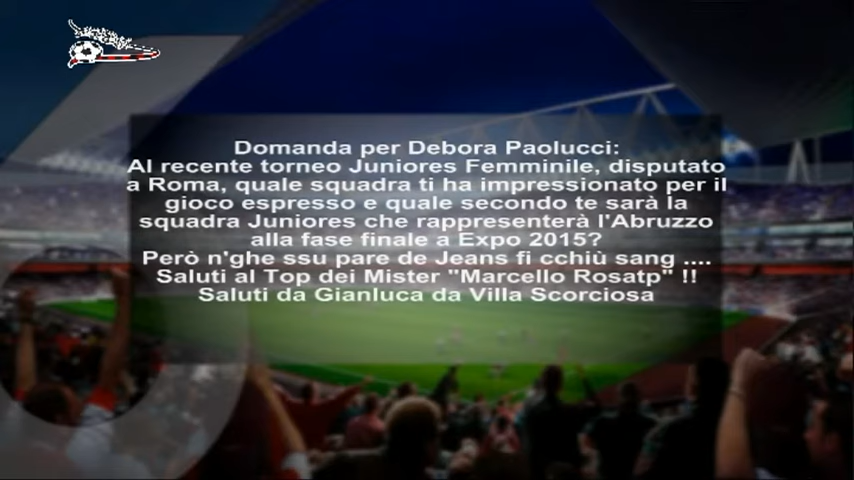 Domanda per Debora Paolucci:
Al recente torneo Juniores Femminile, disputato
a Roma, quale squadra ti ha impressionato per il
gioco espresso e quale secondo te sarà la
squadra Juniores che rappresenterà l'Abruzzo
alla fase finale a Expo 2015?
Però n'ghe ssu pare de Jeans fi cchiù sang ....
Saluti al Top dei Mister "Marcello Rosatp" !!
Saluti da Gianluca da Villa Scorciosa